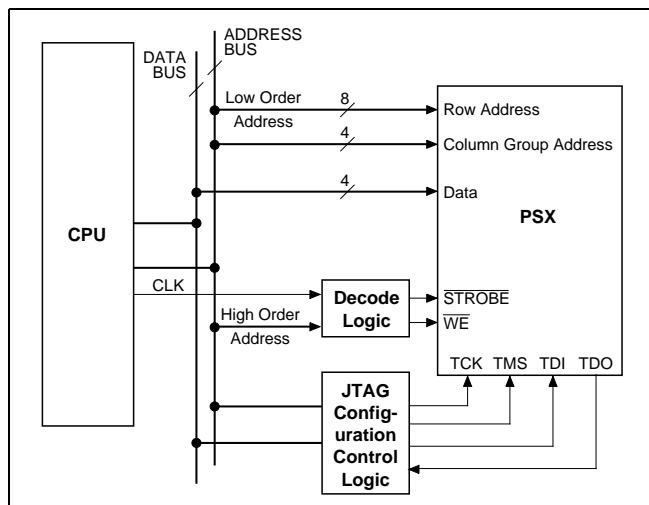 ADDRESS
BUS
DATA
BUS
Low Order
Address
8
Row Address
4
Column Group Address
4
Data
PSX
CPU
CLK
Decode
Logic
STROBE
WE
High Order
Address
TCK TMS TDI TDO
JTAG
Config-
uration
Control
Logic